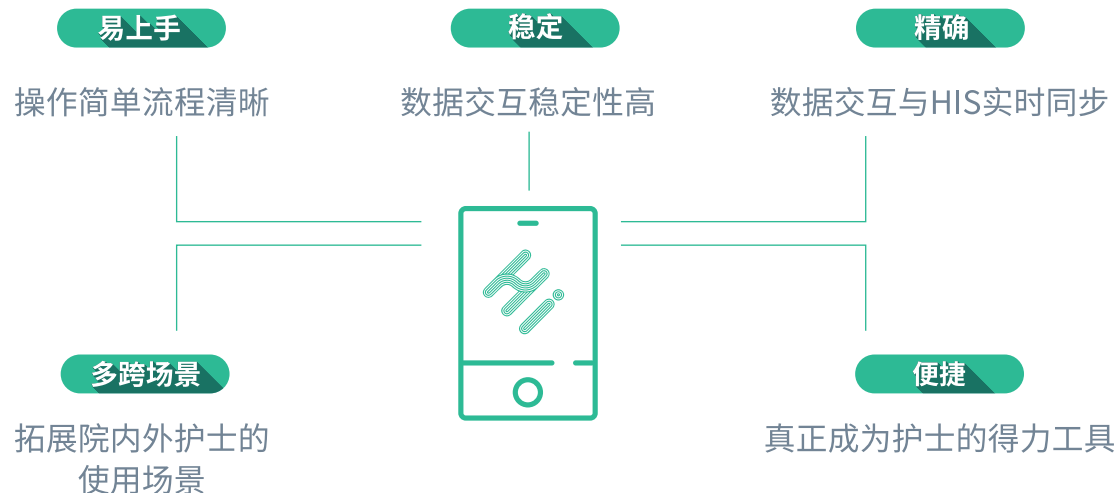 易上手
操作简单流程清晰
稳定
数据交互稳定性高
精确
数据交互与HIS实时同步
Hi
多跨场景
拓展院内外护士的
使用场景
便捷
真正成为护士的得力工具